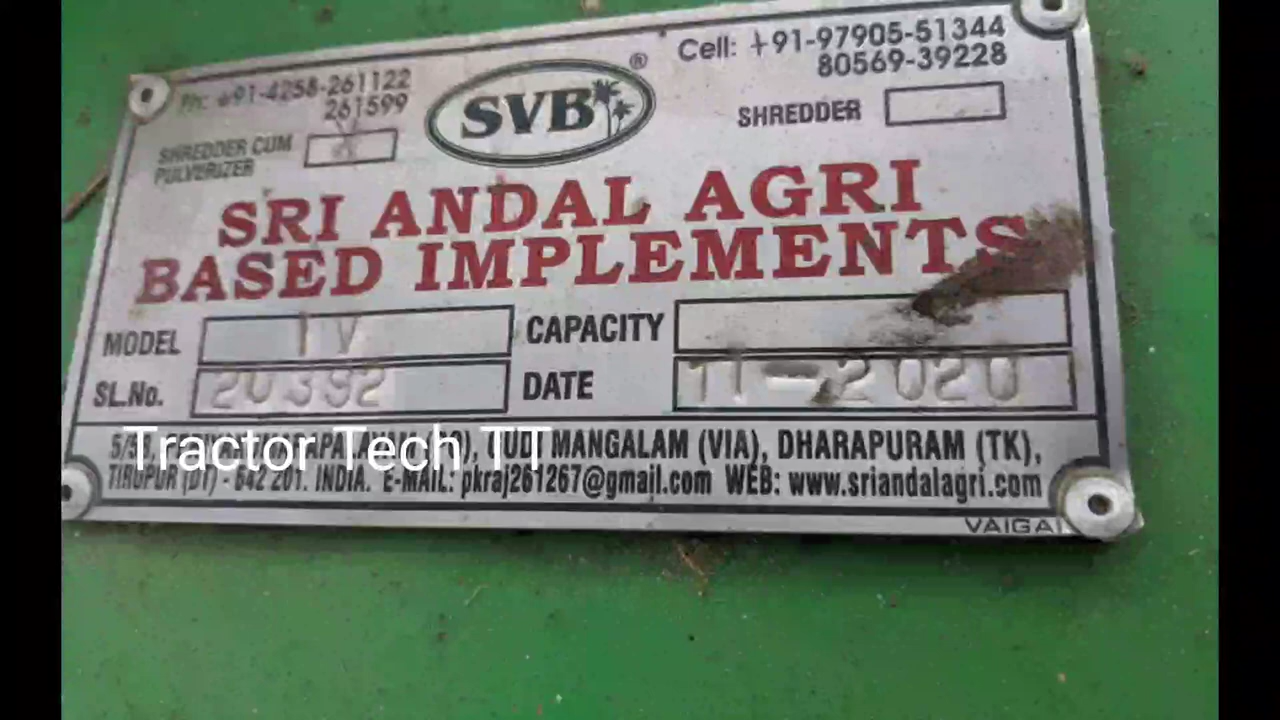 Ph: +91-4258-261122
261599
Cell: +91-97905-51344
80569-39228
SVB®
SHREDDER CUM
PULVERIZER
SHREDDER
SRI ANDAL AGRI
BASED IMPLEMENTS
MODEL IV
CAPACITY
SL.No. 20392
DATE 11-2020
MANGALAM (VIA), DHARAPURAM (TK),
Tractor Tech TT
TIRUPUR (DT) - 642 201. INDIA. E-MAIL: pkraj261267@gmail.com WEB: www.sriandalagri.com
VAIGAI